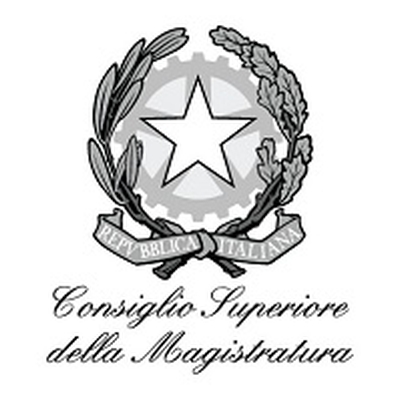 REPVBBLICA ITALIANA
Consiglio Superiore
della Magistratura